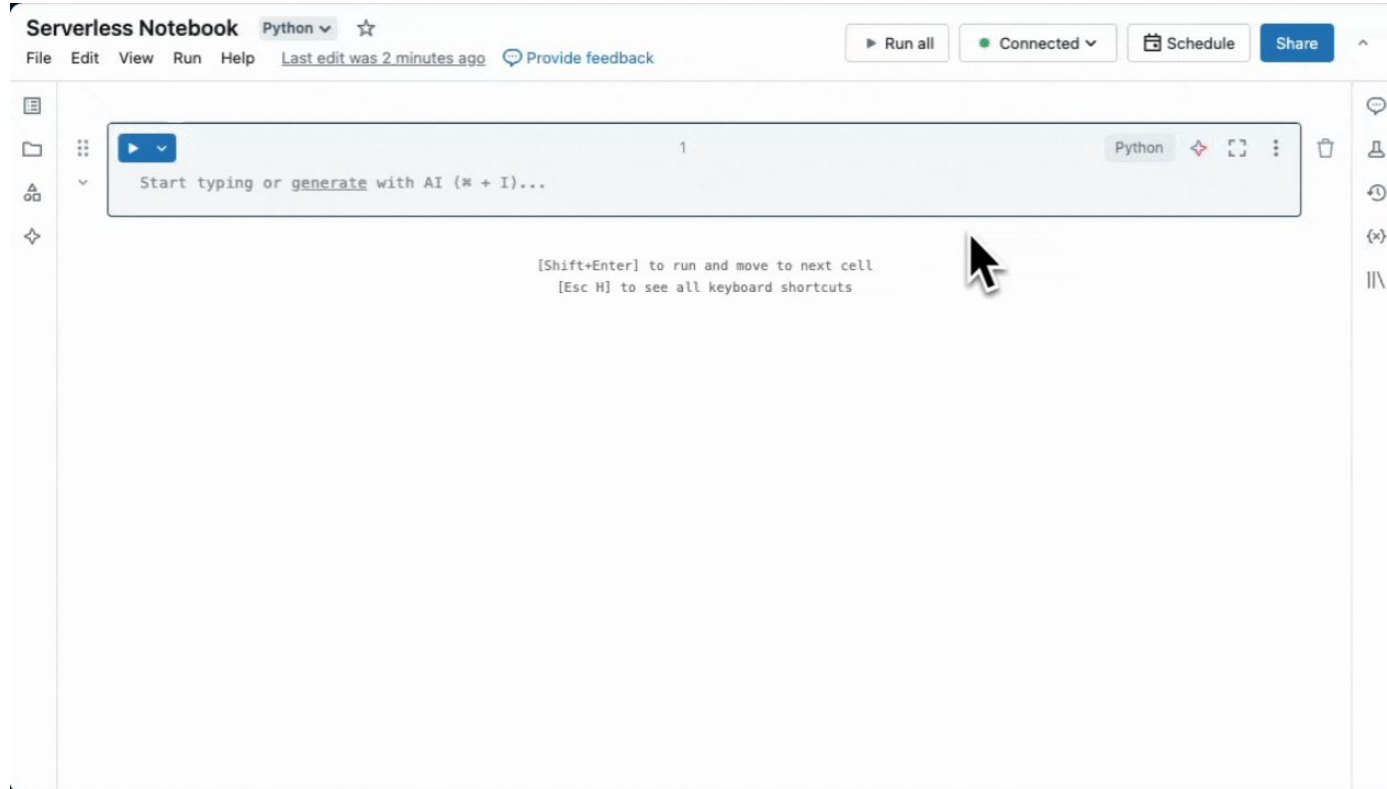 Serverless Notebook Python
File Edit View Run Help Last edit was 2 minutes ago Provide feedback
Run all Connected Schedule Share
1 Python
Start typing or generate with AI (⌘ + I)...
[Shift+Enter] to run and move to next cell
[Esc H] to see all keyboard shortcuts